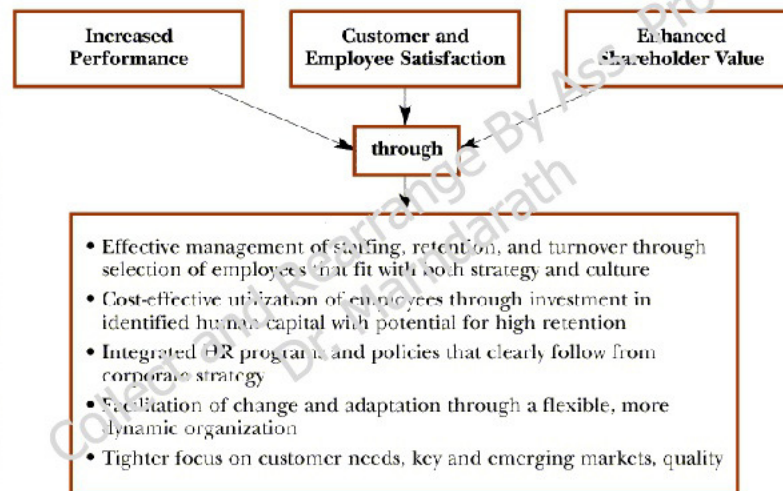 Increased
Performance
Customer and
Employee Satisfaction
Enhanced
Shareholder Value
through
• Effective management of staffing, retention, and turnover through
selection of employees that fit with both strategy and culture
• Cost-effective utilization of employees through investment in
identified human capital with potential for high retention
• Integrated HR programs and policies that clearly follow from
corporate strategy
• Facilitation of change and adaptation through a flexible, more
dynamic organization
• Tighter focus on customer needs, key and emerging markets, quality
Collect and Rearrange By Ass. Pro
Dr. Mamdarath